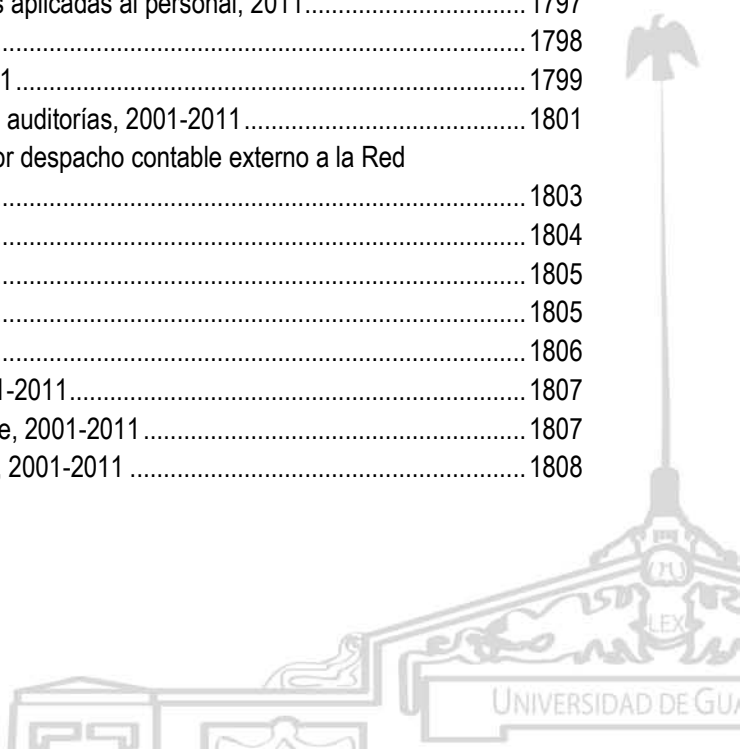 s aplicadas al personal, 2011.................................. 1797
.................................................................................. 1798
1................................................................................ 1799
auditorías, 2001-2011............................................ 1801
or despacho contable externo a la Red
.................................................................................. 1803
.................................................................................. 1804
.................................................................................. 1805
.................................................................................. 1805
.................................................................................. 1806
1-2011....................................................................... 1807
e, 2001-2011............................................................ 1807
, 2001-2011 .............................................................. 1808
LEX
UNIVERSIDAD DE GUA